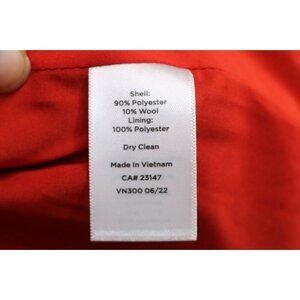 Shell:
90% Polyester
10% Wool
Lining:
100% Polyester
Dry Clean
Made In Vietnam
CA# 23147
VN300 06/22